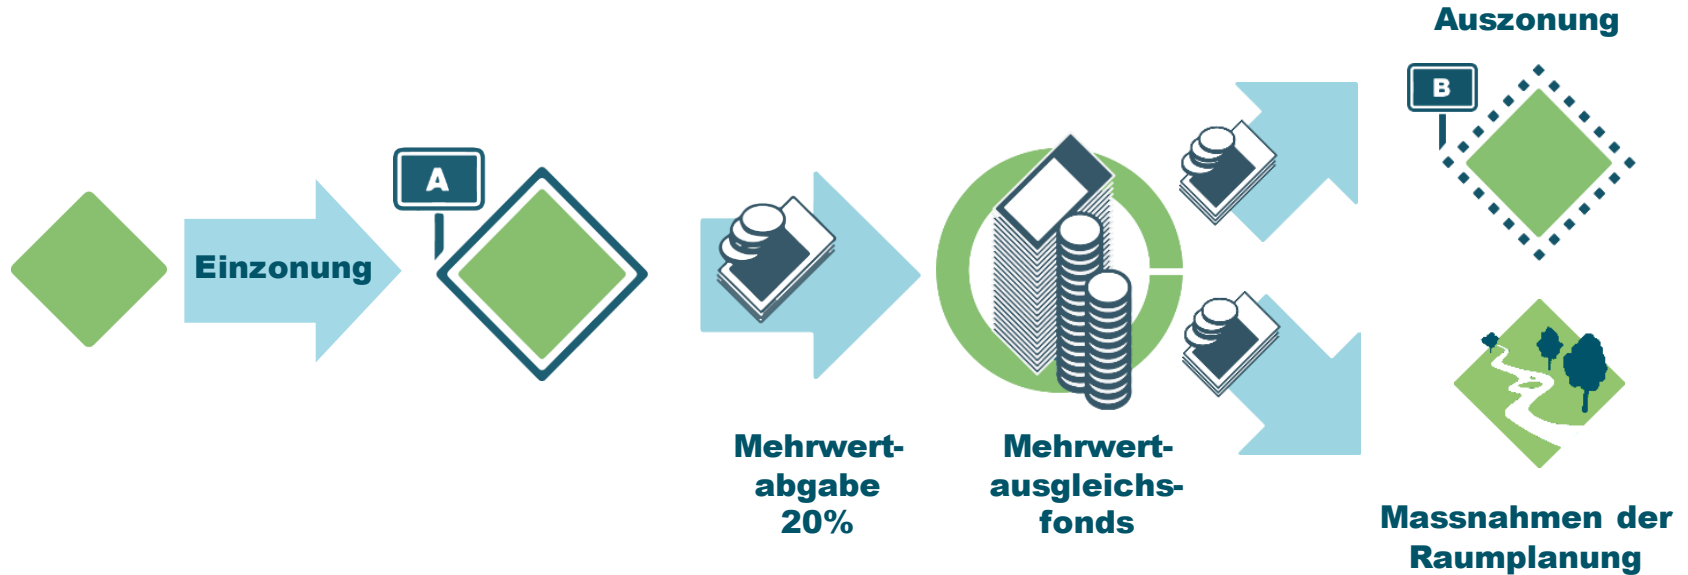 Auszonung
B
A
Einzonung
Mehrwert-
abgabe
20%
Mehrwert-
ausgleichs-
fonds
Massnahmen der
Raumplanung